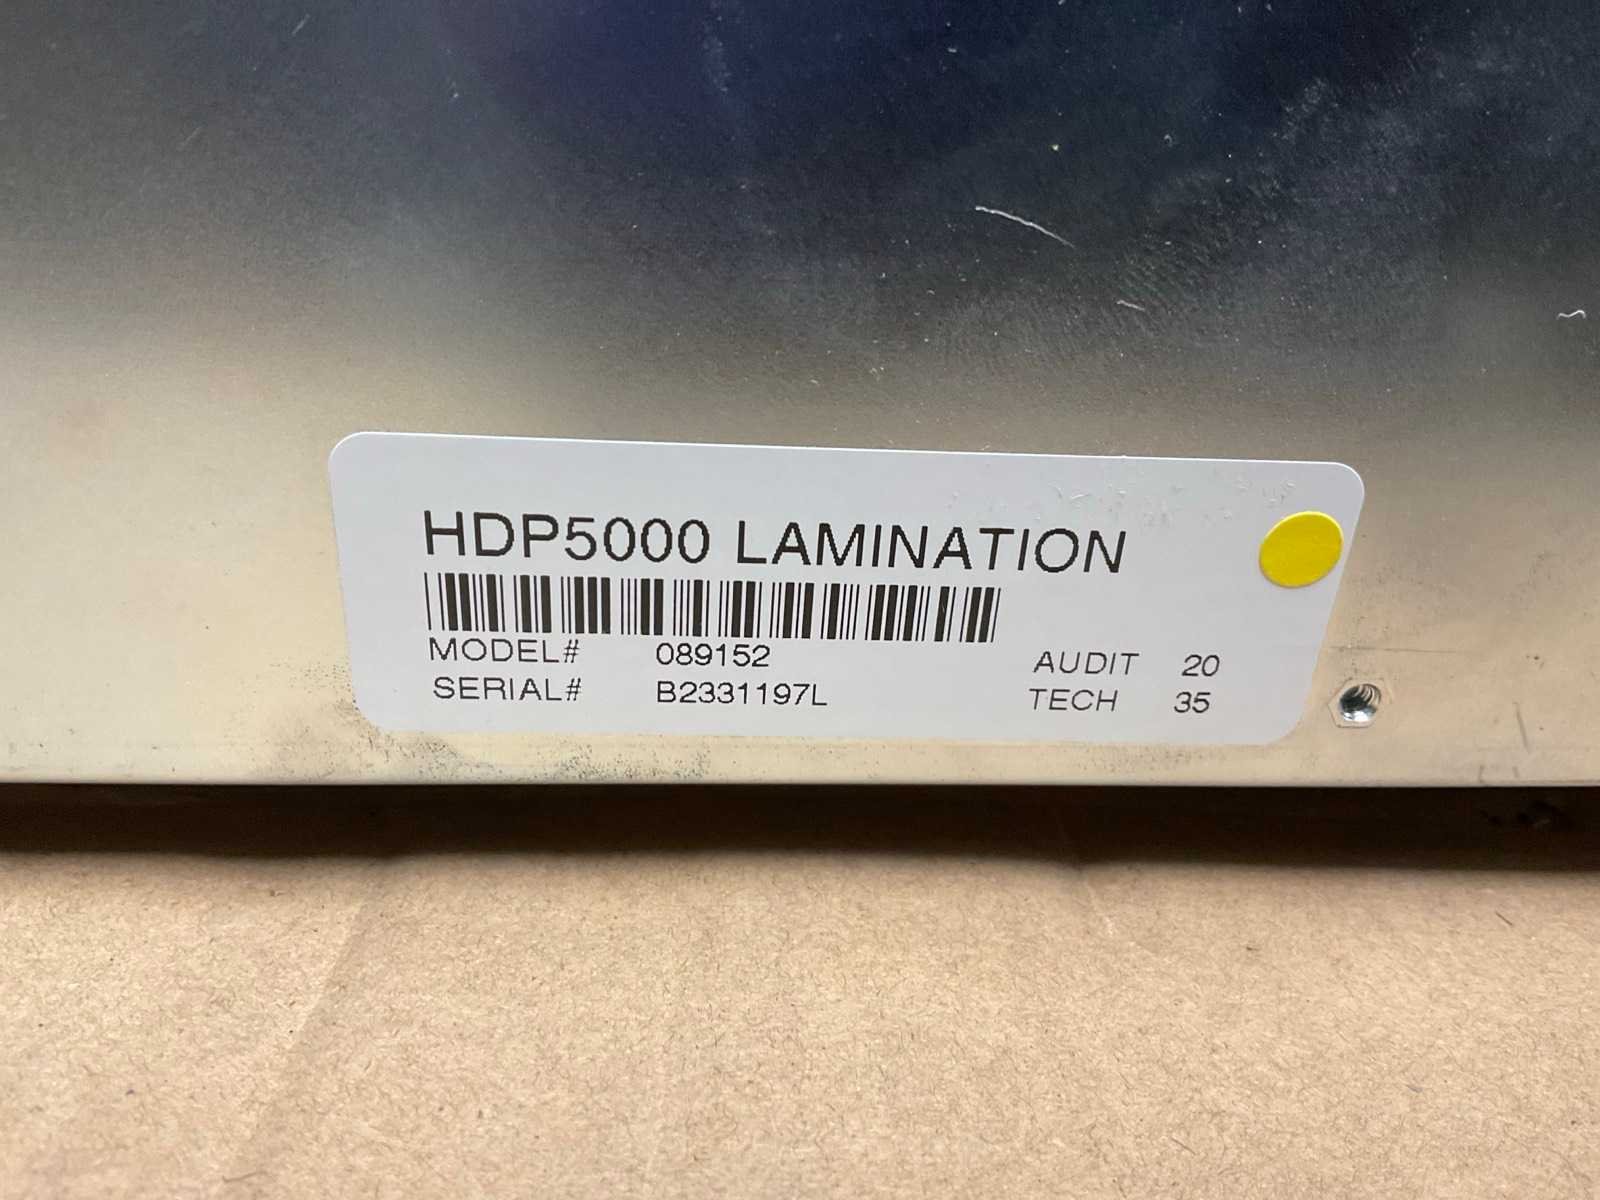 HDP5000 LAMINATION
MODEL# 089152 AUDIT 20
SERIAL# B2331197L TECH 35